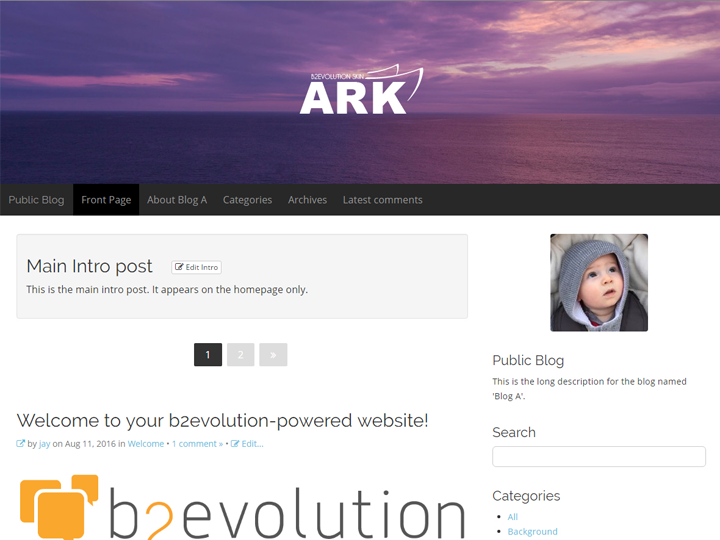 B2EVOLUTION SKIN
ARK
Public Blog Front Page About Blog A Categories Archives Latest comments
Main Intro post Edit Intro
This is the main intro post. It appears on the homepage only.
1 2 »
Welcome to your b2evolution-powered website!
by jay on Aug 11, 2016 in Welcome • 1 comment » • Edit...
b2evolution
Public Blog
This is the long description for the blog named
'Blog A'.
Search
Categories
All
Background